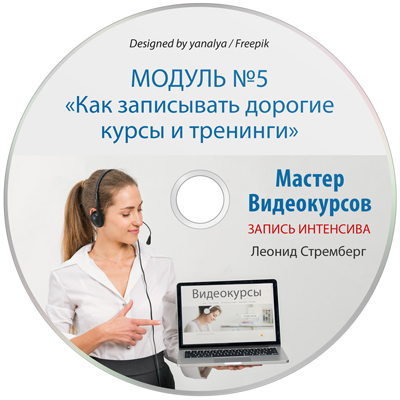 Designed by yanalya / Freepik
МОДУЛЬ №5
«Как записывать дорогие
курсы и тренинги»
Мастер
Видеокурсов
ЗАПИСЬ ИНТЕНСИВА
Леонид Стремберг
Видеокурсы